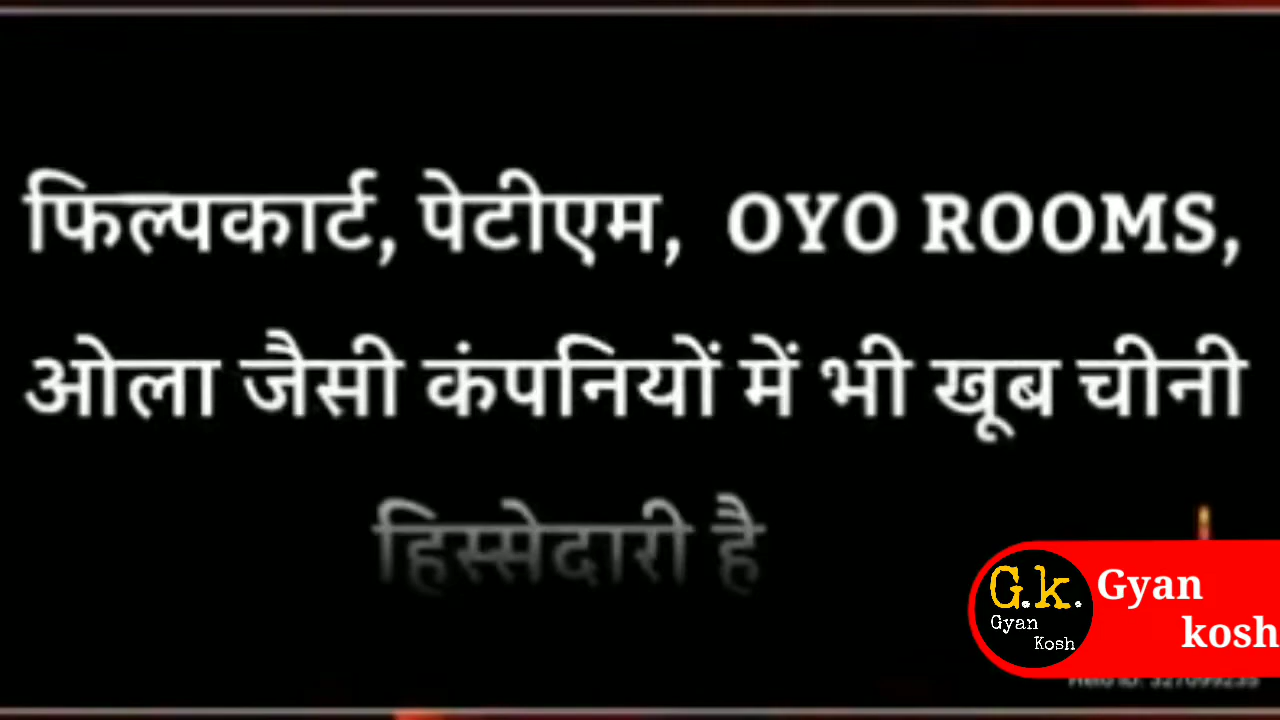 फिल्पकार्ट, पेटीएम, OYO ROOMS,
ओला जैसी कंपनियों में भी खूब चीनी
हिस्सेदारी है
G.k.
Gyan
Kosh
Gyan
kosh